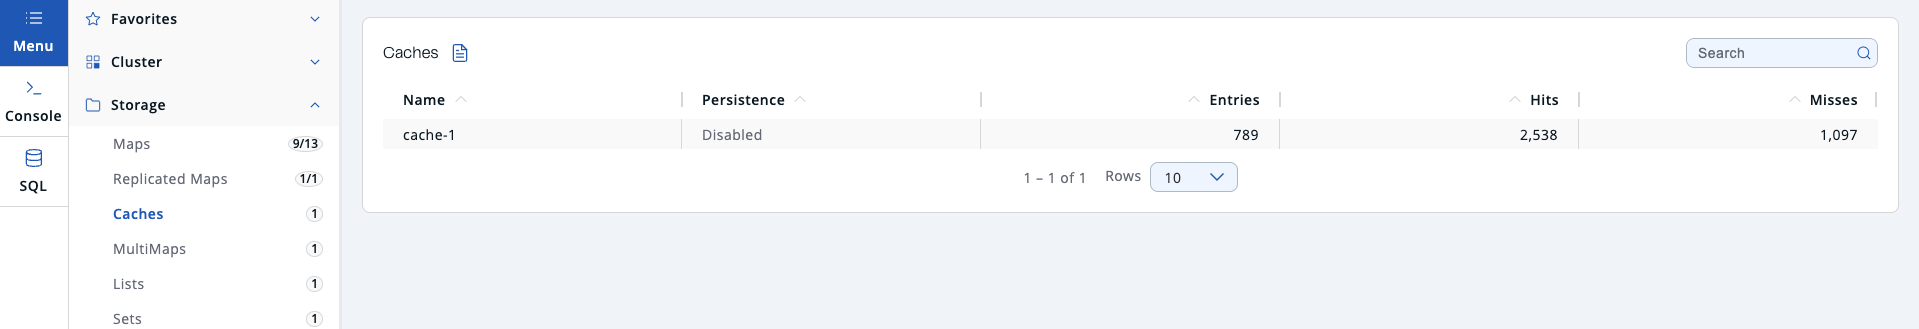 Menu
Console
SQL
Favorites
Cluster
Storage
Maps 9/13
Replicated Maps 1/1
Caches 1
MultiMaps 1
Lists 1
Sets 1
Caches
Search
Name Persistence Entries Hits Misses
cache-1 Disabled 789 2,538 1,097
1 – 1 of 1 Rows 10